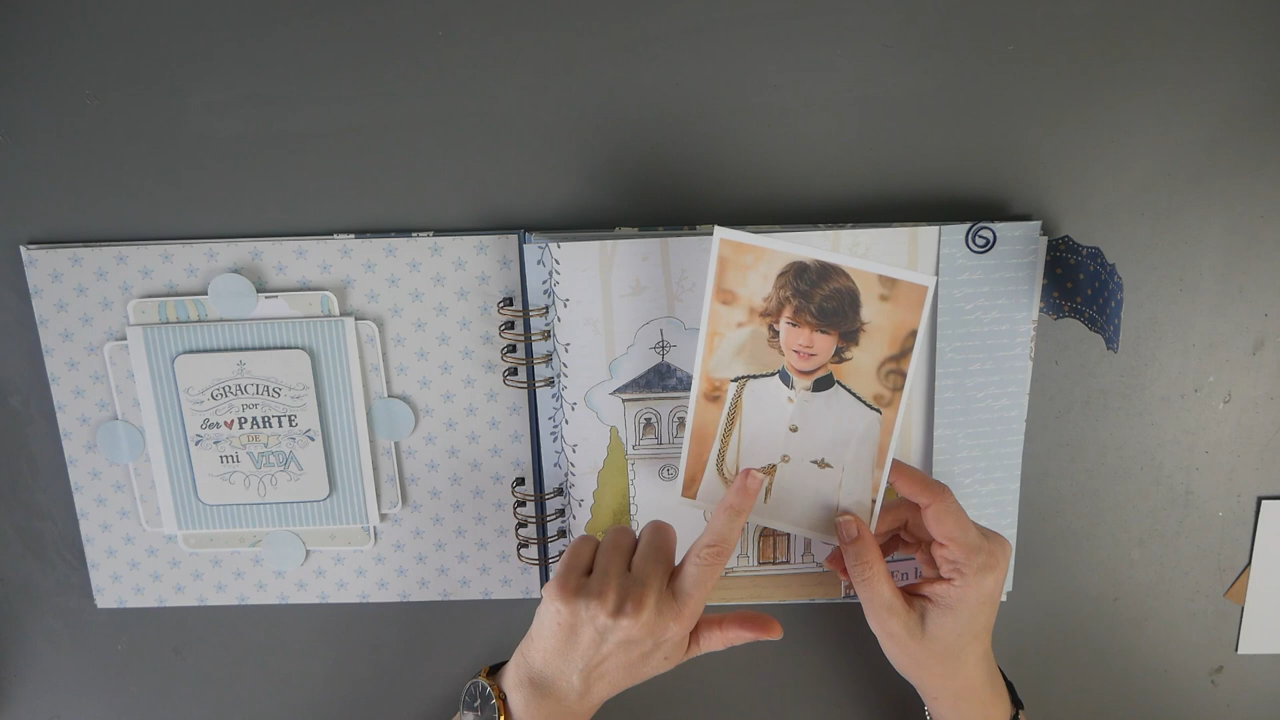 GRACIAS
por
Ser PARTE
DE
mi VIDA
En la